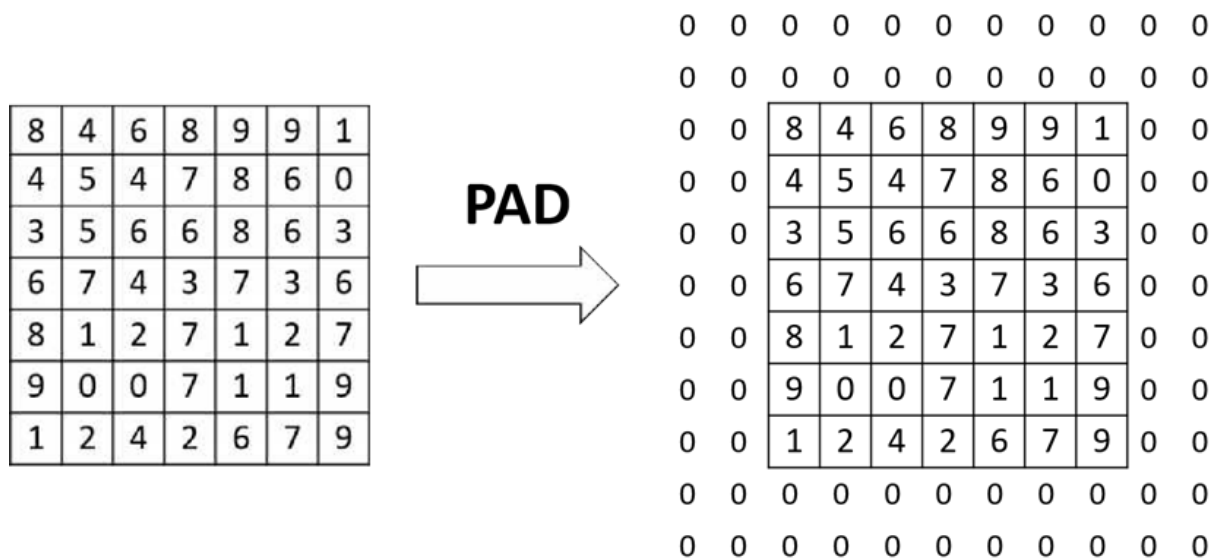 8 4 6 8 9 9 1
4 5 4 7 8 6 0
3 5 6 6 8 6 3
6 7 4 3 7 3 6
8 1 2 7 1 2 7
9 0 0 7 1 1 9
1 2 4 2 6 7 9
PAD
0 0 0 0 0 0 0 0 0 0 0
0 0 0 0 0 0 0 0 0 0 0
0 0 8 4 6 8 9 9 1 0 0
0 0 4 5 4 7 8 6 0 0 0
0 0 3 5 6 6 8 6 3 0 0
0 0 6 7 4 3 7 3 6 0 0
0 0 8 1 2 7 1 2 7 0 0
0 0 9 0 0 7 1 1 9 0 0
0 0 1 2 4 2 6 7 9 0 0
0 0 0 0 0 0 0 0 0 0 0
0 0 0 0 0 0 0 0 0 0 0